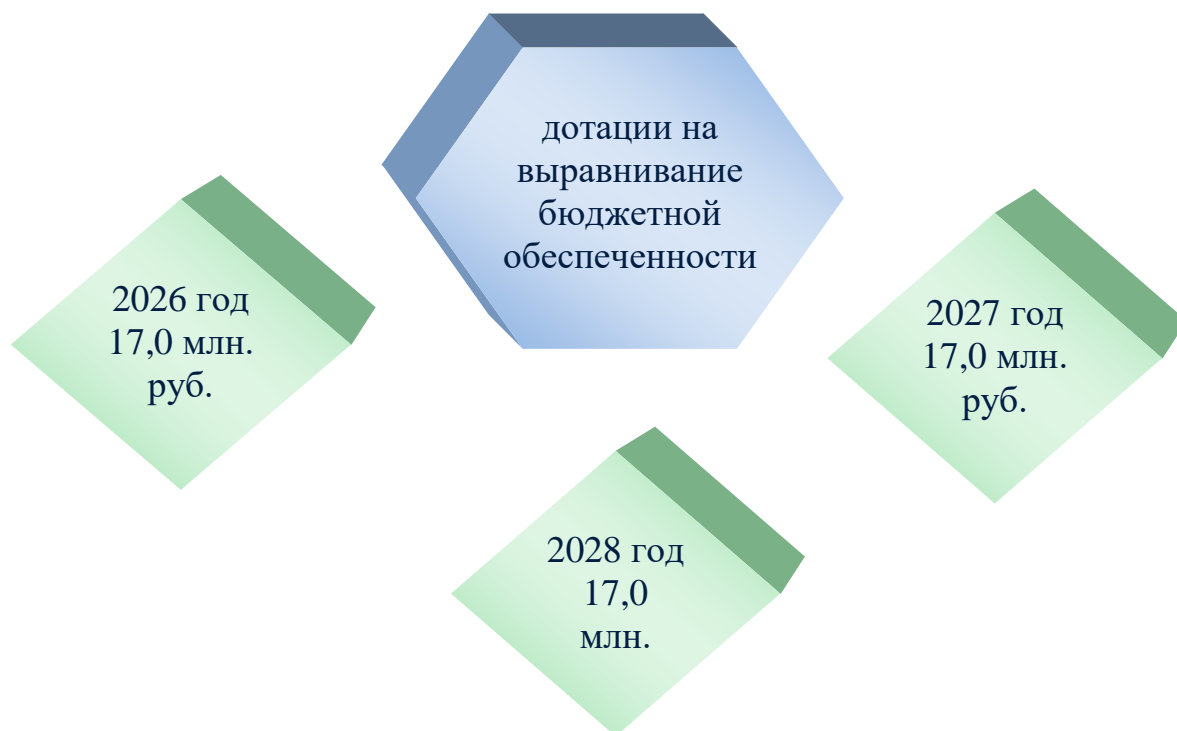 дотации на
выравнивание
бюджетной
обеспеченности
2026 год
17,0 млн.
руб.
2027 год
17,0 млн.
руб.
2028 год
17,0
млн.